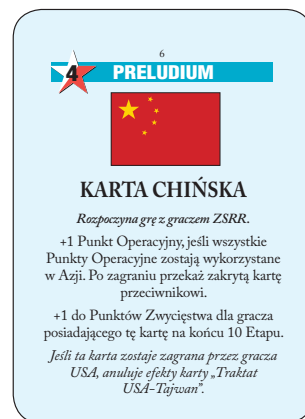 6
4
PRELUDIUM
KARTA CHIŃSKA
Rozpoczyna grę z graczem ZSRR.
+1 Punkt Operacyjny, jeśli wszystkie
Punkty Operacyjne zostają wykorzystane
w Azji. Po zagraniu przekaż zakrytą kartę
przeciwnikowi.
+1 do Punktów Zwycięstwa dla gracza
posiadającego tę kartę na końcu 10 Etapu.
Jeśli ta karta zostaje zagrana przez gracza
USA, anuluje efekty karty „Traktat
USA-Tajwan”.